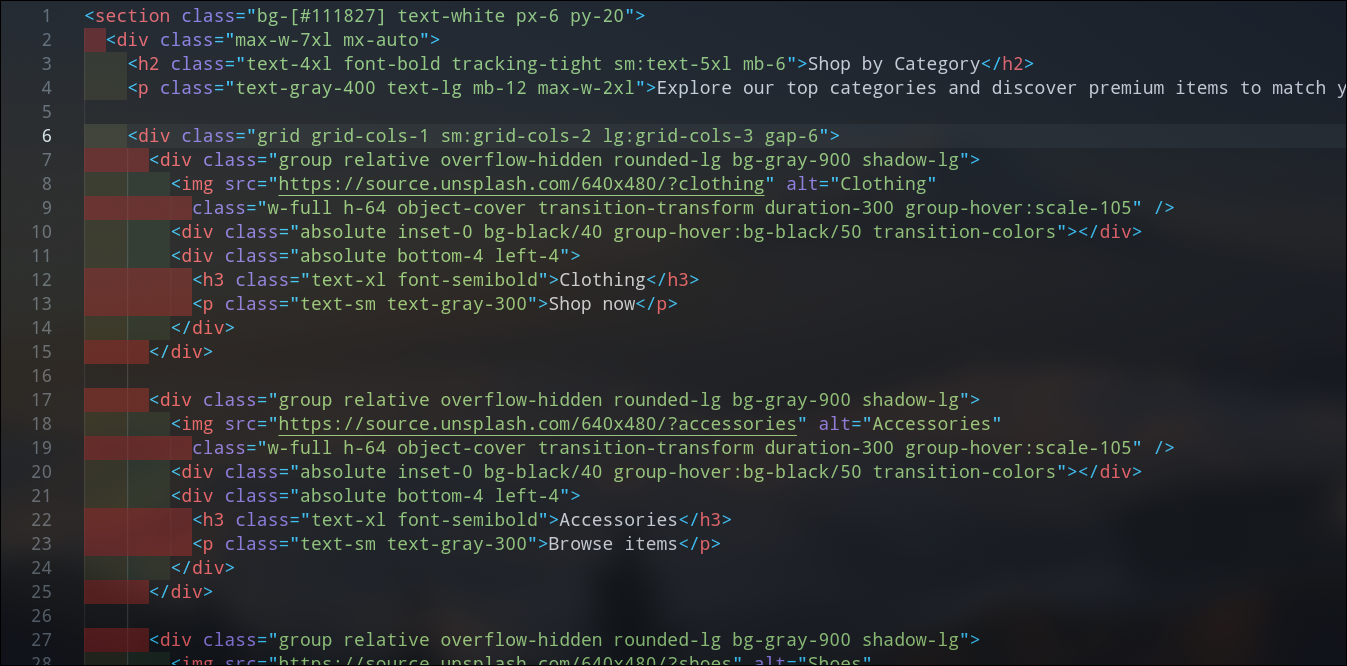 1 <section class="bg-[#111827] text-white px-6 py-20">
2 <div class="max-w-7xl mx-auto">
3 <h2 class="text-4xl font-bold tracking-tight sm:text-5xl mb-6">Shop by Category</h2>
4 <p class="text-gray-400 text-lg mb-12 max-w-2xl">Explore our top categories and discover premium items to match y
5
6 <div class="grid grid-cols-1 sm:grid-cols-2 lg:grid-cols-3 gap-6">
7 <div class="group relative overflow-hidden rounded-lg bg-gray-900 shadow-lg">
8 <img src="https://source.unsplash.com/640x480/?clothing" alt="Clothing"
9 class="w-full h-64 object-cover transition-transform duration-300 group-hover:scale-105" />
10 <div class="absolute inset-0 bg-black/40 group-hover:bg-black/50 transition-colors"></div>
11 <div class="absolute bottom-4 left-4">
12 <h3 class="text-xl font-semibold">Clothing</h3>
13 <p class="text-sm text-gray-300">Shop now</p>
14 </div>
15 </div>
16
17 <div class="group relative overflow-hidden rounded-lg bg-gray-900 shadow-lg">
18 <img src="https://source.unsplash.com/640x480/?accessories" alt="Accessories"
19 class="w-full h-64 object-cover transition-transform duration-300 group-hover:scale-105" />
20 <div class="absolute inset-0 bg-black/40 group-hover:bg-black/50 transition-colors"></div>
21 <div class="absolute bottom-4 left-4">
22 <h3 class="text-xl font-semibold">Accessories</h3>
23 <p class="text-sm text-gray-300">Browse items</p>
24 </div>
25 </div>
26
27 <div class="group relative overflow-hidden rounded-lg bg-gray-900 shadow-lg">
28 <img src="https://source.unsplash.com/640x480/?shoes" alt="Shoes"